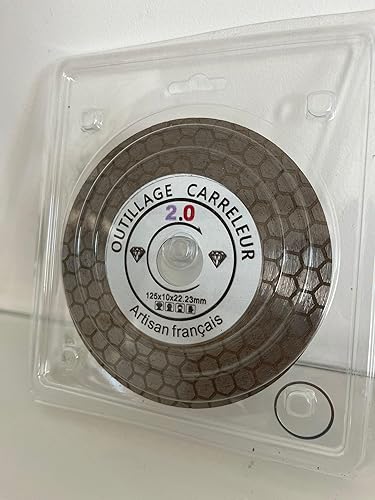 OUTILLAGE CARRELEUR
2.0
125x10x22.23mm
Artisan français